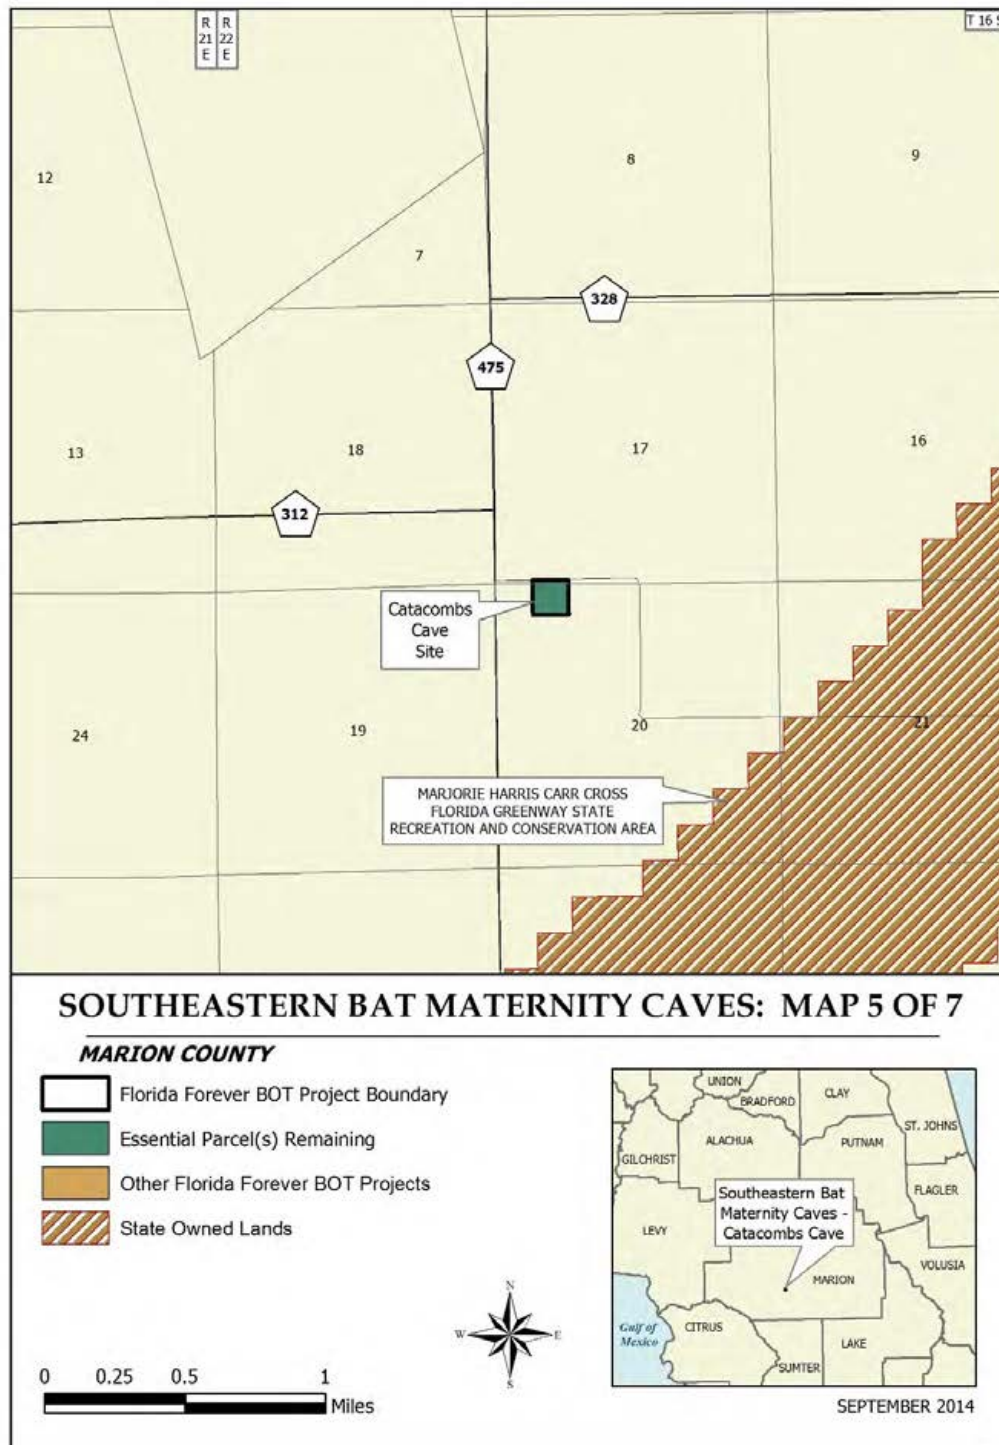 R
21
E
R
22
E
T 16 S
8
9
12
7
328
475
13
18
17
16
312
Catacombs
Cave
Site
24
19
20
21
MARJORIE HARRIS CARR CROSS
FLORIDA GREENWAY STATE
RECREATION AND CONSERVATION AREA
SOUTHEASTERN BAT MATERNITY CAVES: MAP 5 OF 7
MARION COUNTY
Florida Forever BOT Project Boundary
Essential Parcel(s) Remaining
Other Florida Forever BOT Projects
State Owned Lands
N
W
E
S
0
0.25
0.5
1
Miles
UNION
BRADFORD
CLAY
ST. JOHNS
ALACHUA
PUTNAM
GILCHRIST
FLAGLER
Southeastern Bat
Maternity Caves -
Catacombs Cave
LEVY
VOLUSIA
MARION
Gulf of
Mexico
CITRUS
LAKE
SUMTER
SEPTEMBER 2014